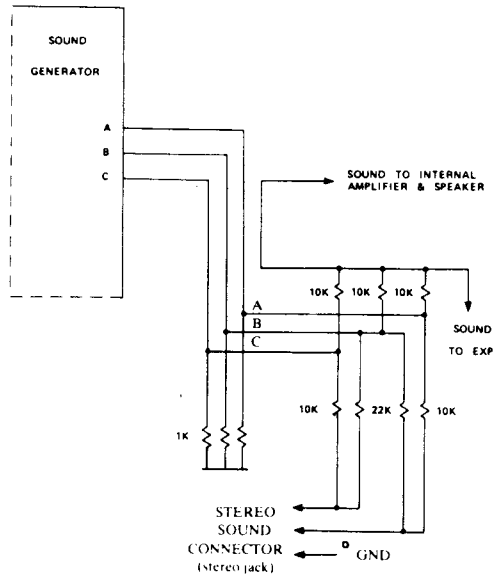 SOUND
GENERATOR
A
B
C
SOUND TO INTERNAL
AMPLIFIER & SPEAKER
10K 10K 10K
A
B
C
SOUND
TO EXP
10K 22K 10K
1K
STEREO
SOUND
CONNECTOR
(stereo jack)
GND